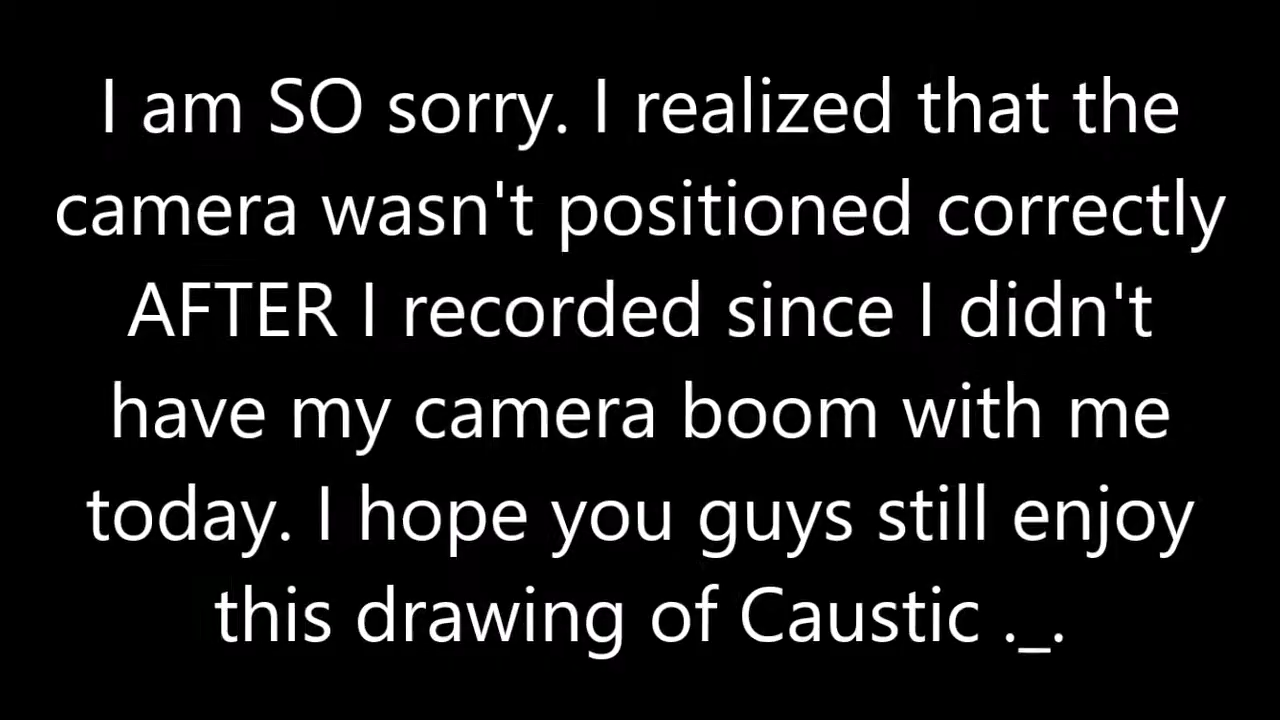 I am SO sorry. I realized that the
camera wasn't positioned correctly
AFTER I recorded since I didn't
have my camera boom with me
today. I hope you guys still enjoy
this drawing of Caustic ._.